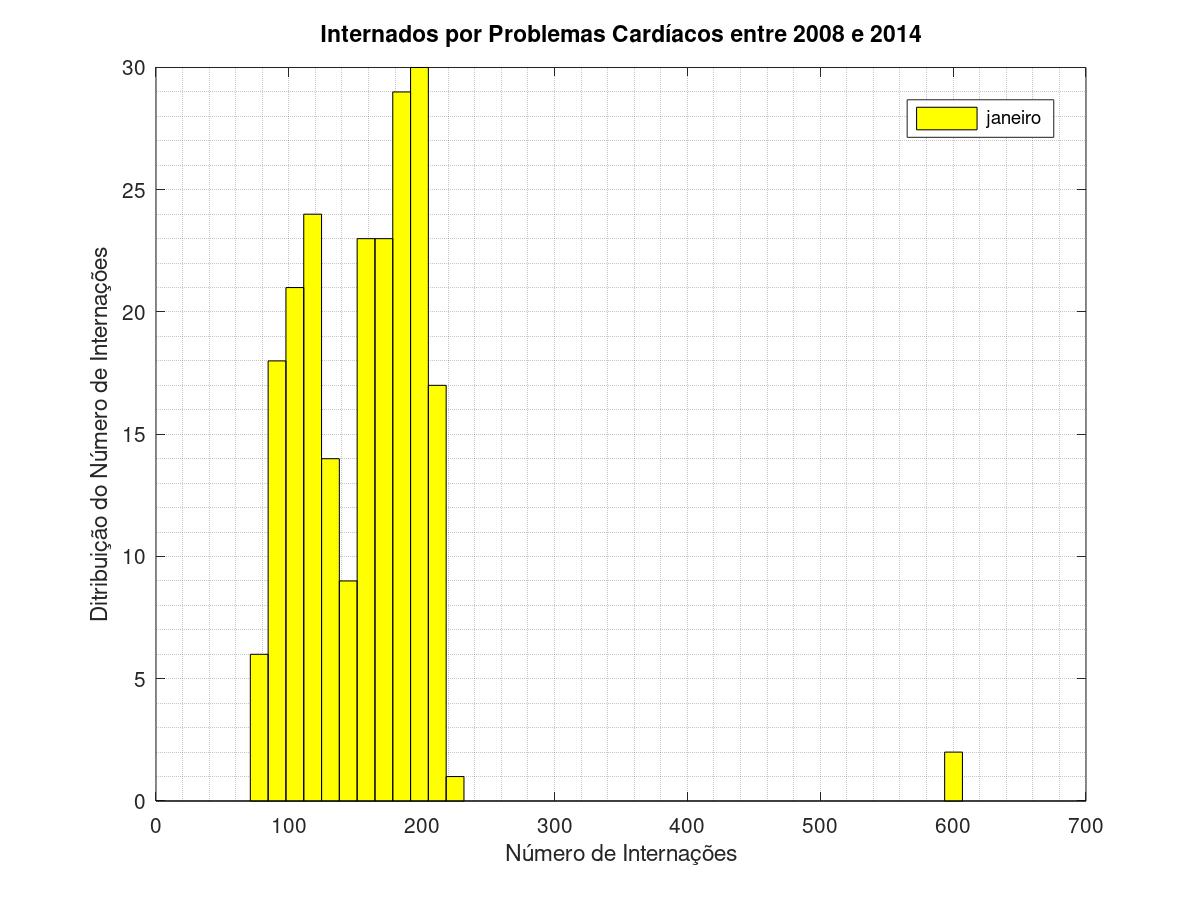 Internados por Problemas Cardíacos entre 2008 e 2014
janeiro
30
25
20
15
10
5
0
Ditribuição do Número de Internações
0 100 200 300 400 500 600 700
Número de Internações